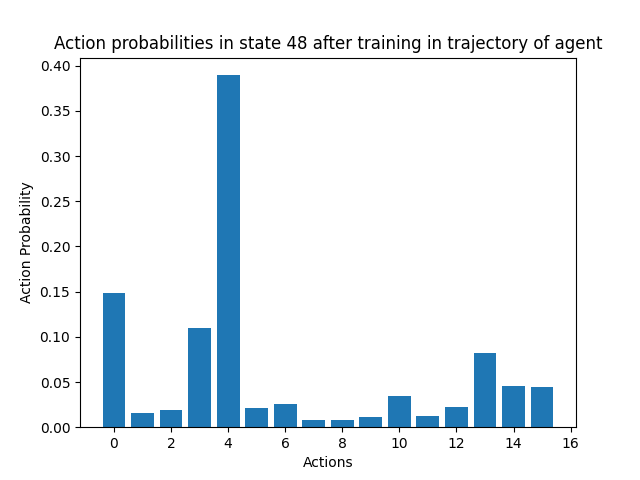 Action probabilities in state 48 after training in trajectory of agent
0.40
0.35
0.30
0.25
0.20
0.15
0.10
0.05
0.00
Action Probability
0 2 4 6 8 10 12 14 16
Actions